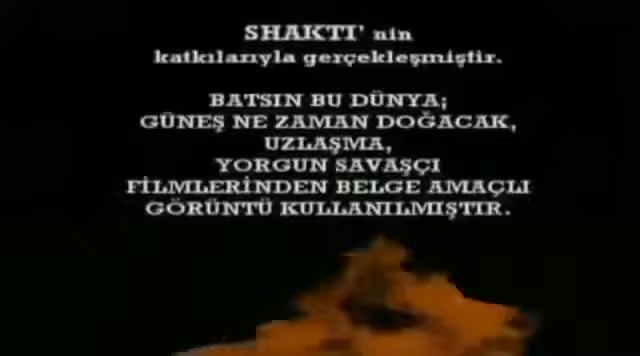 SHAKTI' nin
katkılarıyla gerçekleşmiştir.
BATSIN BU DÜNYA;
GÜNEŞ NE ZAMAN DOĞACAK,
UZLAŞMA,
YORGUN SAVAŞÇI
FİLMLERİNDEN BELGE AMAÇLI
GÖRÜNTÜ KULLANILMIŞTIR.